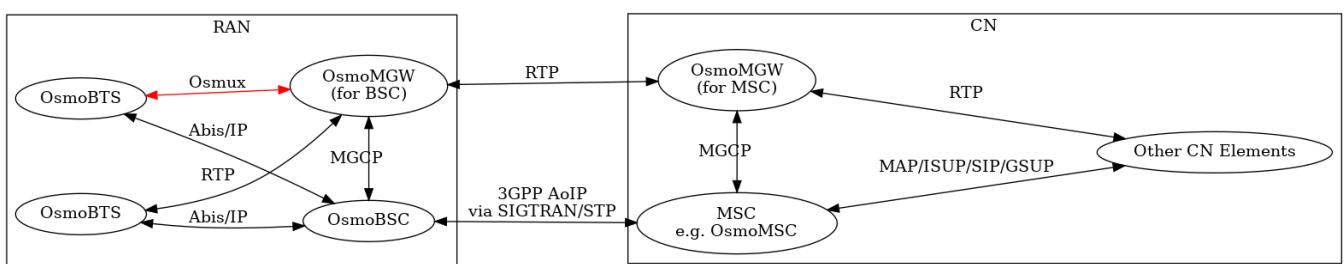 RAN
CN
OsmoBTS
Osmux
OsmoMGW
(for BSC)
RTP
OsmoMGW
(for MSC)
RTP
Abis/IP
MGCP
RTP
MGCP
Other CN Elements
MAP/ISUP/SIP/GSUP
OsmoBTS
Abis/IP
OsmoBSC
3GPP AoIP
via SIGTRAN/STP
MSC
e.g. OsmoMSC